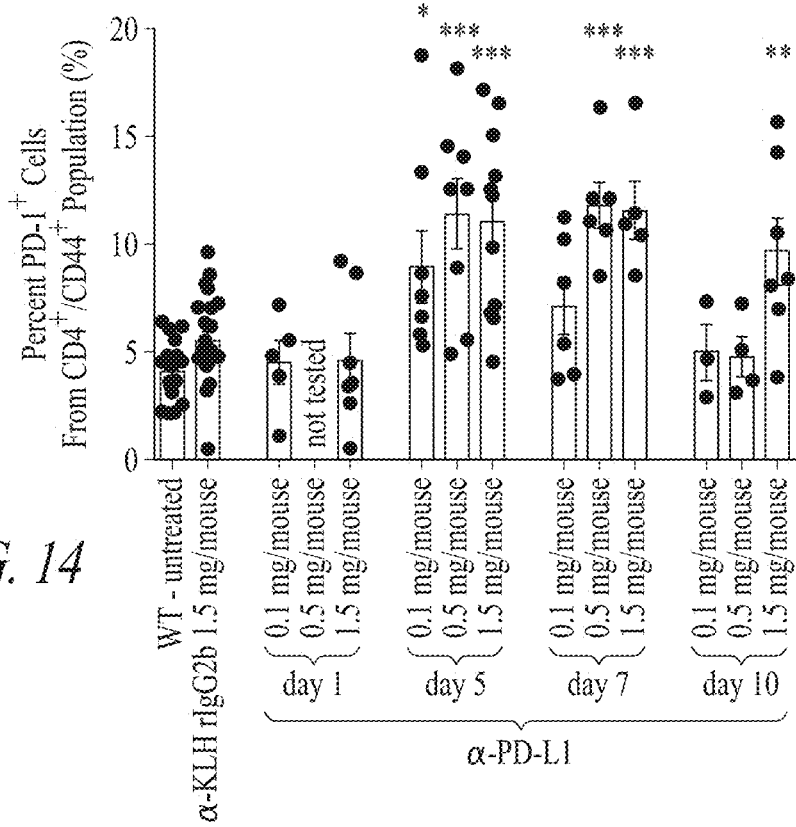 Percent PD-1+ Cells
From CD4+/CD44+ Population (%)
20
15
10
5
0
*
***
***
***
***
**
not tested
WT - untreated
α-KLH rIgG2b 1.5 mg/mouse
0.1 mg/mouse
0.5 mg/mouse
1.5 mg/mouse
0.1 mg/mouse
0.5 mg/mouse
1.5 mg/mouse
0.1 mg/mouse
0.5 mg/mouse
1.5 mg/mouse
0.1 mg/mouse
0.5 mg/mouse
1.5 mg/mouse
day 1
day 5
day 7
day 10
α-PD-L1
G. 14